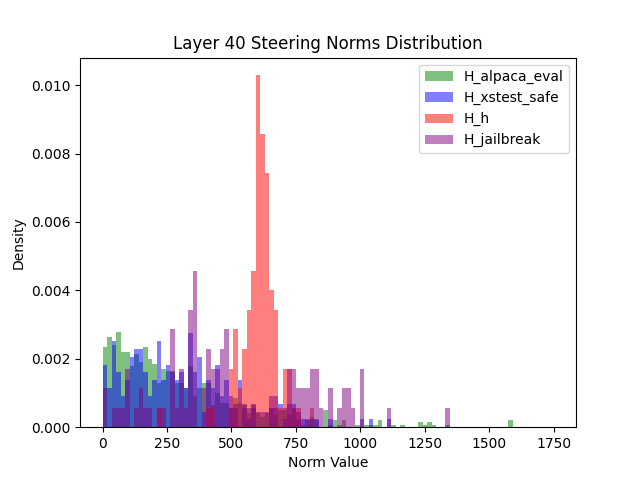 Layer 40 Steering Norms Distribution
H_alpaca_eval
H_xstest_safe
H_h
H_jailbreak
Density
0.010
0.008
0.006
0.004
0.002
0.000
0 250 500 750 1000 1250 1500 1750
Norm Value